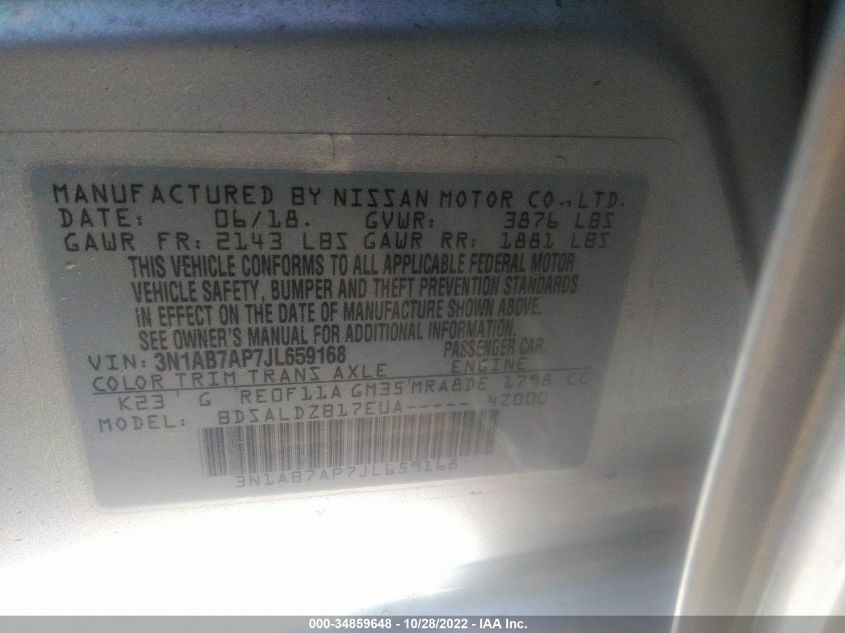 MANUFACTURED BY NISSAN MOTOR CO., LTD.
DATE: 06/18. GVWR: 3876 LBS
GAWR FR: 2143 LBS GAWR RR: 1881 LBS
THIS VEHICLE CONFORMS TO ALL APPLICABLE FEDERAL MOTOR
VEHICLE SAFETY, BUMPER AND THEFT PREVENTION STANDARDS
IN EFFECT ON THE DATE OF MANUFACTURE SHOWN ABOVE.
SEE OWNER'S MANUAL FOR ADDITIONAL INFORMATION.
VIN: 3N1AB7AP7JL659168 PASSENGER CAR.
COLOR TRIM TRANS AXLE ENGINE
K23 G RE0F11A GM35 MRA8DE 1798 CC
MODEL: BDSALDZB17EUA----- 4Z000
3N1AB7AP7JL659168
000-34859648 - 10/28/2022 - IAA Inc.